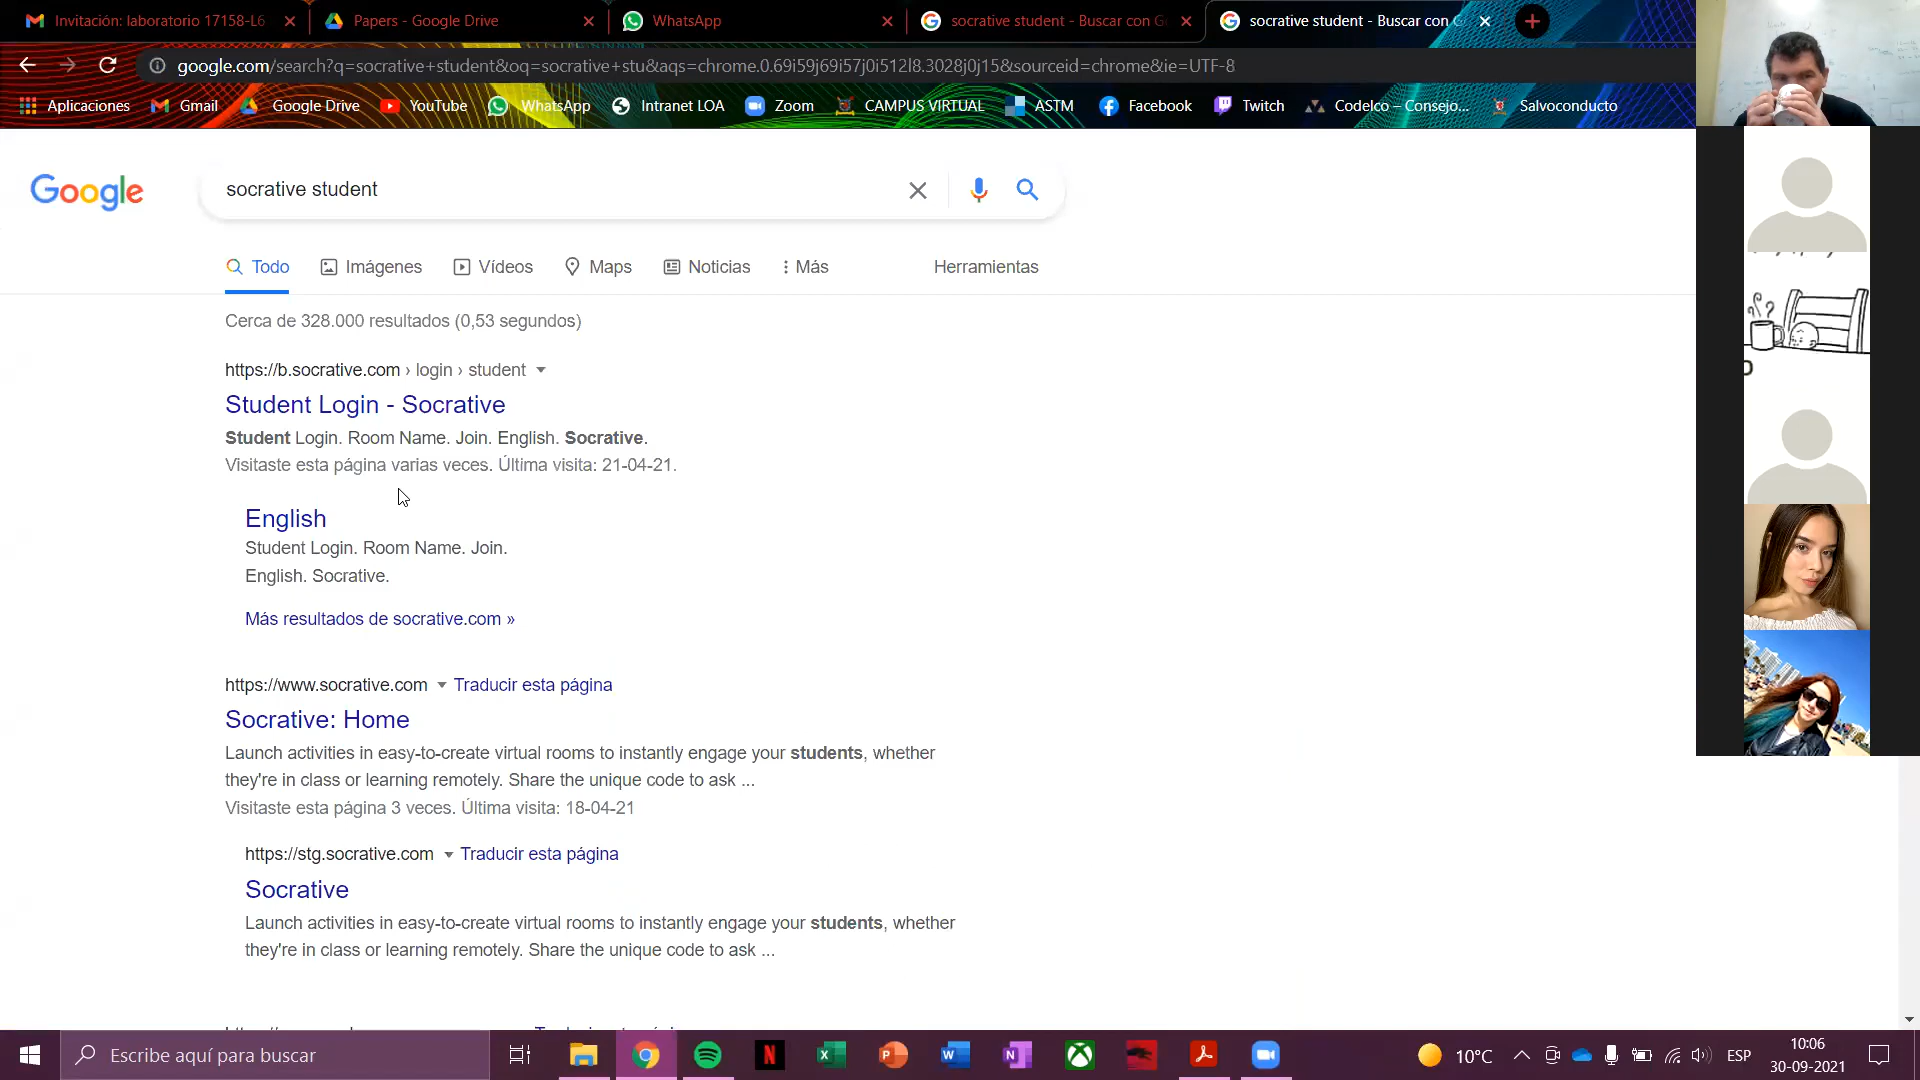 Invitación: laboratorio 17158-L6
Papers - Google Drive
WhatsApp
socrative student - Buscar con G
socrative student - Buscar con G
google.com/search?q=socrative+student&oq=socrative+stu&aqs=chrome.0.69i59j69i57j0i512l8.3028j0j15&sourceid=chrome&ie=UTF-8
Aplicaciones
Gmail
Google Drive
YouTube
WhatsApp
Intranet LOA
Zoom
CAMPUS VIRTUAL
ASTM
Facebook
Twitch
Codelco – Consejo...
Salvoconducto
Google
socrative student
Todo
Imágenes
Vídeos
Maps
Noticias
Más
Herramientas
Cerca de 328.000 resultados (0,53 segundos)
https://b.socrative.com › login › student
Student Login - Socrative
Student Login. Room Name. Join. English. Socrative.
Visitaste esta página varias veces. Última visita: 21-04-21.
English
Student Login. Room Name. Join.
English. Socrative.
Más resultados de socrative.com »
https://www.socrative.com
Traducir esta página
Socrative: Home
Launch activities in easy-to-create virtual rooms to instantly engage your students, whether
they're in class or learning remotely. Share the unique code to ask ...
Visitaste esta página 3 veces. Última visita: 18-04-21
https://stg.socrative.com
Traducir esta página
Socrative
Launch activities in easy-to-create virtual rooms to instantly engage your students, whether
they're in class or learning remotely. Share the unique code to ask ...
Escribe aquí para buscar
10°C
ESP
10:06
30-09-2021